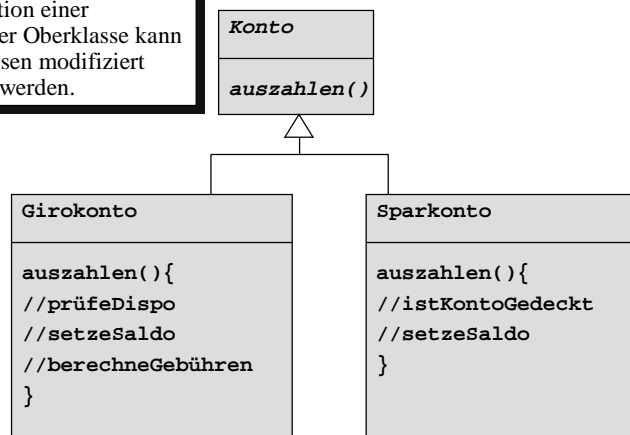 tion einer
er Oberklasse kann
sen modifiziert
werden.
Konto
auszahlen()
Girokonto
auszahlen(){
//prüfeDispo
//setzeSaldo
//berechneGebühren
}
Sparkonto
auszahlen(){
//istKontoGedeckt
//setzeSaldo
}